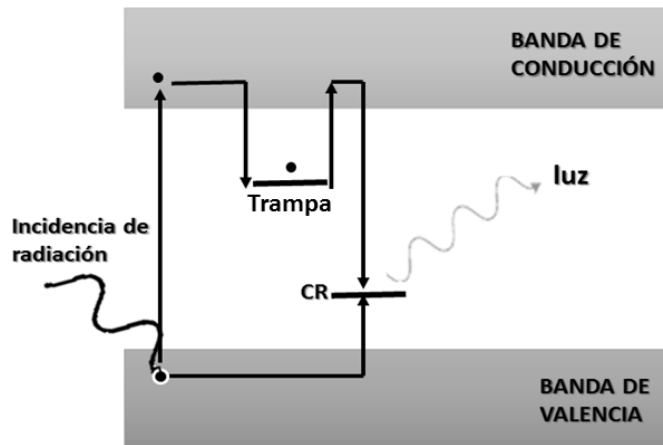 BANDA DE
CONDUCCIÓN
Trampa
luz
Incidencia de
radiación
CR
BANDA DE
VALENCIA